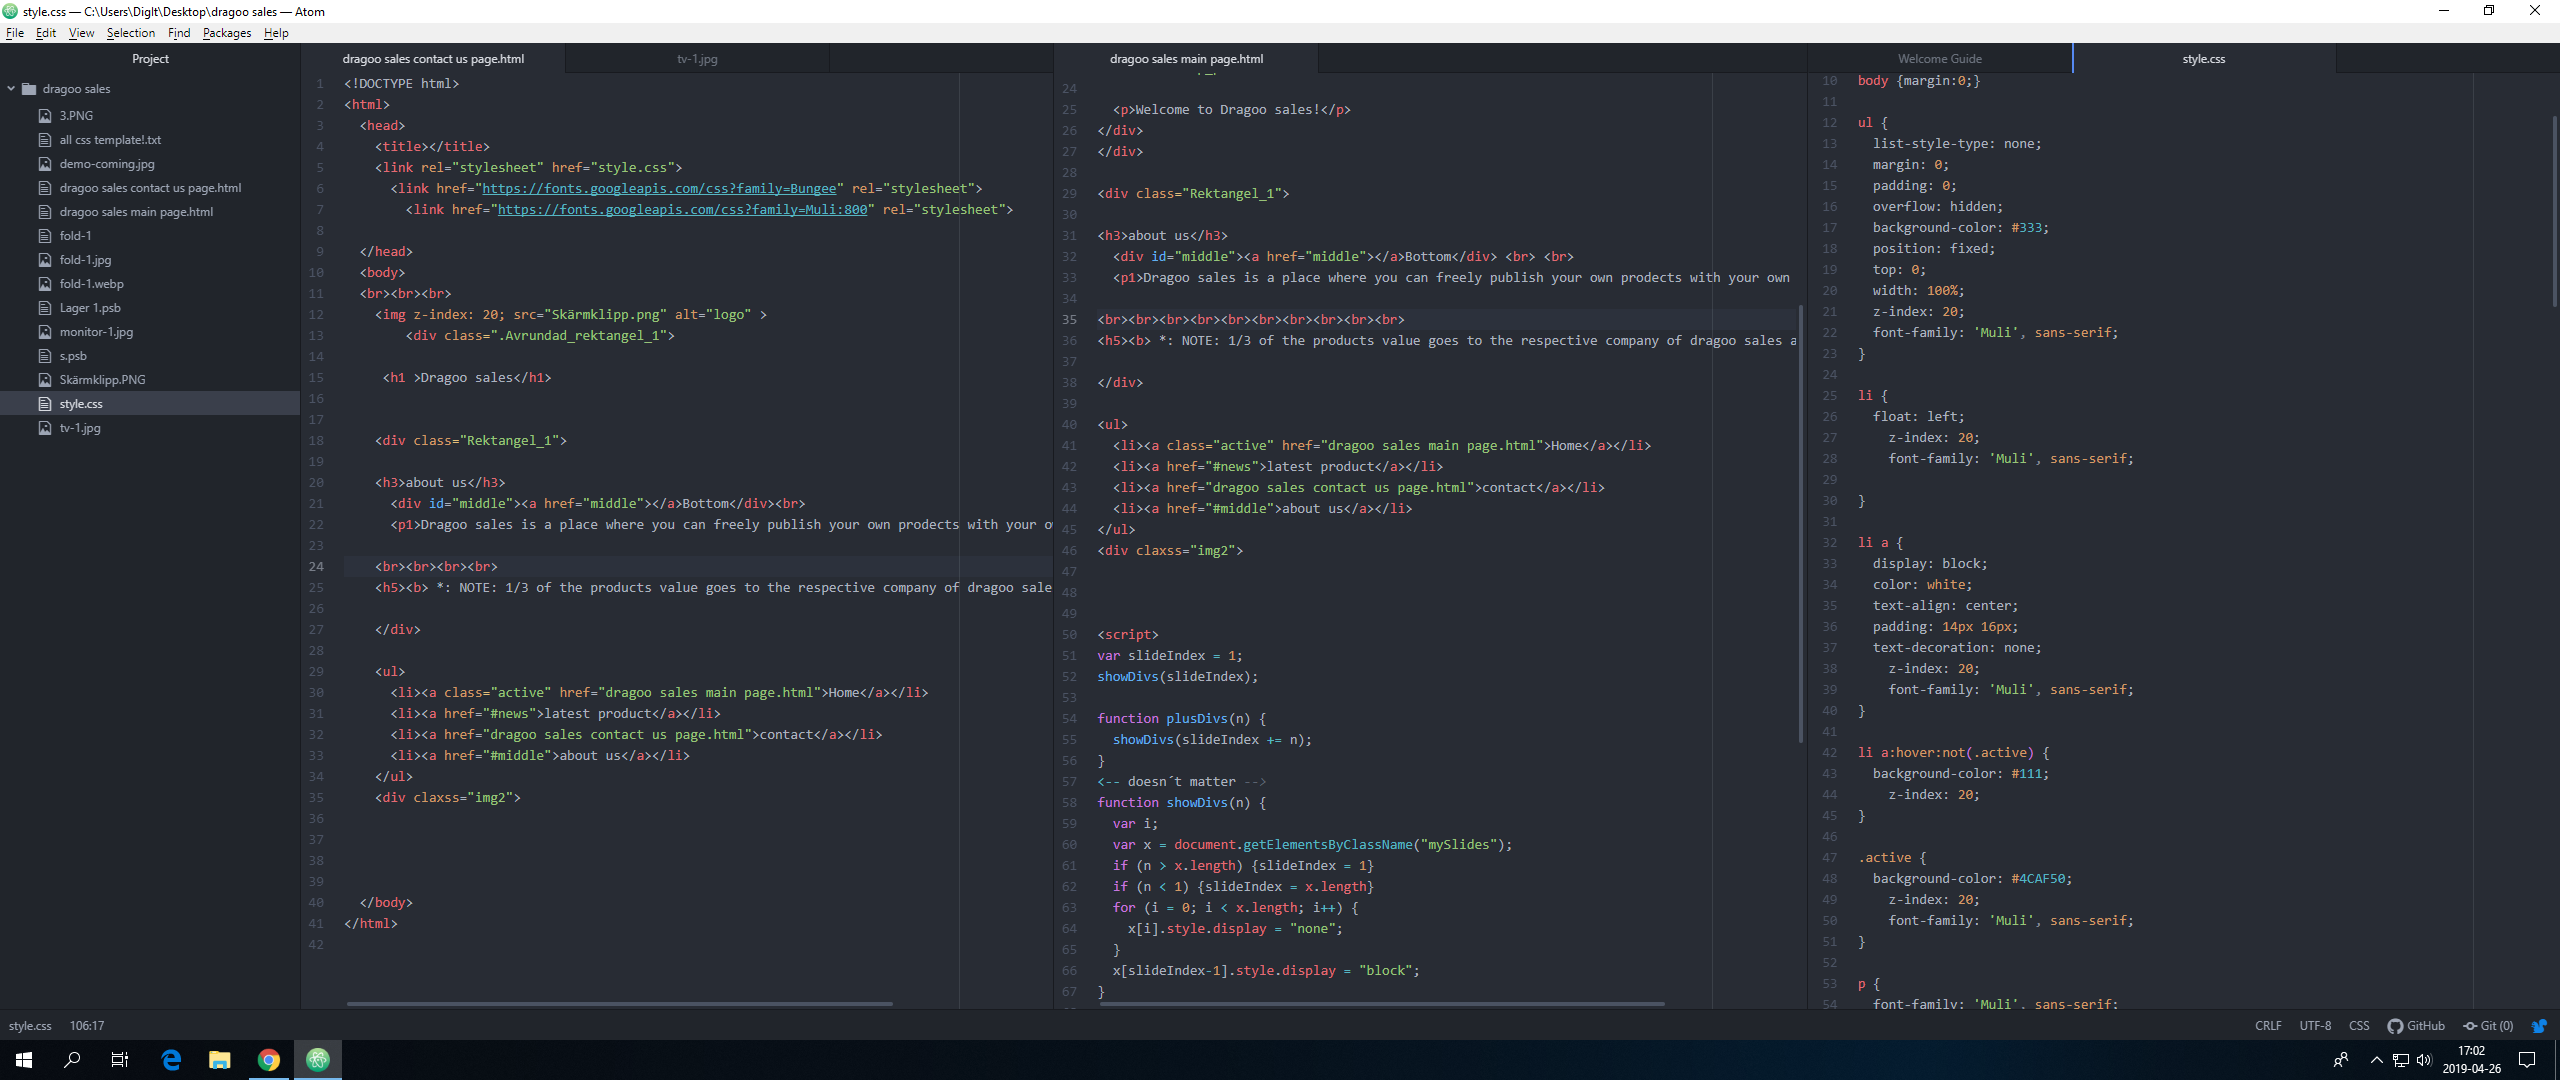 style.css — C:\Users\DigIt\Desktop\dragoo sales — Atom
File Edit View Selection Find Packages Help
Project
dragoo sales
3.PNG
all css template!.txt
demo-coming.jpg
dragoo sales contact us page.html
dragoo sales main page.html
fold-1
fold-1.jpg
fold-1.webp
Lager 1.psb
monitor-1.jpg
s.psb
Skärmklipp.PNG
style.css
tv-1.jpg
dragoo sales contact us page.html
tv-1.jpg
1 <!DOCTYPE html>
2 <html>
3 <head>
4 <title></title>
5 <link rel="stylesheet" href="style.css">
6 <link href="https://fonts.googleapis.com/css?family=Bungee" rel="stylesheet">
7 <link href="https://fonts.googleapis.com/css?family=Muli:800" rel="stylesheet">
8
9 </head>
10 <body>
11 <br><br><br>
12 <img z-index: 20; src="Skärmklipp.png" alt="logo" >
13 <div class=".Avrundad_rektangel_1">
14
15 <h1 >Dragoo sales</h1>
16
17
18 <div class="Rektangel_1">
19
20 <h3>about us</h3>
21 <div id="middle"><a href="middle"></a>Bottom</div><br>
22 <p1>Dragoo sales is a place where you can freely publish your own prodects with your o
23
24 <br><br><br><br>
25 <h5><b> *: NOTE: 1/3 of the products value goes to the respective company of dragoo sale
26
27 </div>
28
29 <ul>
30 <li><a class="active" href="dragoo sales main page.html">Home</a></li>
31 <li><a href="#news">latest product</a></li>
32 <li><a href="dragoo sales contact us page.html">contact</a></li>
33 <li><a href="#middle">about us</a></li>
34 </ul>
35 <div claxss="img2">
36
37
38
39
40 </body>
41 </html>
42
dragoo sales main page.html
24
25 <p>Welcome to Dragoo sales!</p>
26 </div>
27 </div>
28
29 <div class="Rektangel_1">
30
31 <h3>about us</h3>
32 <div id="middle"><a href="middle"></a>Bottom</div> <br> <br>
33 <p1>Dragoo sales is a place where you can freely publish your own prodects with your own
34
35 <br><br><br><br><br><br><br><br><br><br>
36 <h5><b> *: NOTE: 1/3 of the products value goes to the respective company of dragoo sales a
37
38 </div>
39
40 <ul>
41 <li><a class="active" href="dragoo sales main page.html">Home</a></li>
42 <li><a href="#news">latest product</a></li>
43 <li><a href="dragoo sales contact us page.html">contact</a></li>
44 <li><a href="#middle">about us</a></li>
45 </ul>
46 <div claxss="img2">
47
48
49
50 <script>
51 var slideIndex = 1;
52 showDivs(slideIndex);
53
54 function plusDivs(n) {
55 showDivs(slideIndex += n);
56 }
57 <-- doesn´t matter -->
58 function showDivs(n) {
59 var i;
60 var x = document.getElementsByClassName("mySlides");
61 if (n > x.length) {slideIndex = 1}
62 if (n < 1) {slideIndex = x.length}
63 for (i = 0; i < x.length; i++) {
64 x[i].style.display = "none";
65 }
66 x[slideIndex-1].style.display = "block";
67 }
Welcome Guide
style.css
10 body {margin:0;}
11
12 ul {
13 list-style-type: none;
14 margin: 0;
15 padding: 0;
16 overflow: hidden;
17 background-color: #333;
18 position: fixed;
19 top: 0;
20 width: 100%;
21 z-index: 20;
22 font-family: 'Muli', sans-serif;
23 }
24
25 li {
26 float: left;
27 z-index: 20;
28 font-family: 'Muli', sans-serif;
29
30 }
31
32 li a {
33 display: block;
34 color: white;
35 text-align: center;
36 padding: 14px 16px;
37 text-decoration: none;
38 z-index: 20;
39 font-family: 'Muli', sans-serif;
40 }
41
42 li a:hover:not(.active) {
43 background-color: #111;
44 z-index: 20;
45 }
46
47 .active {
48 background-color: #4CAF50;
49 z-index: 20;
50 font-family: 'Muli', sans-serif;
51 }
52
53 p {
54 font-family: 'Muli', sans-serif;
style.css 106:17
CRLF UTF-8 CSS GitHub Git (0)
17:02
2019-04-26